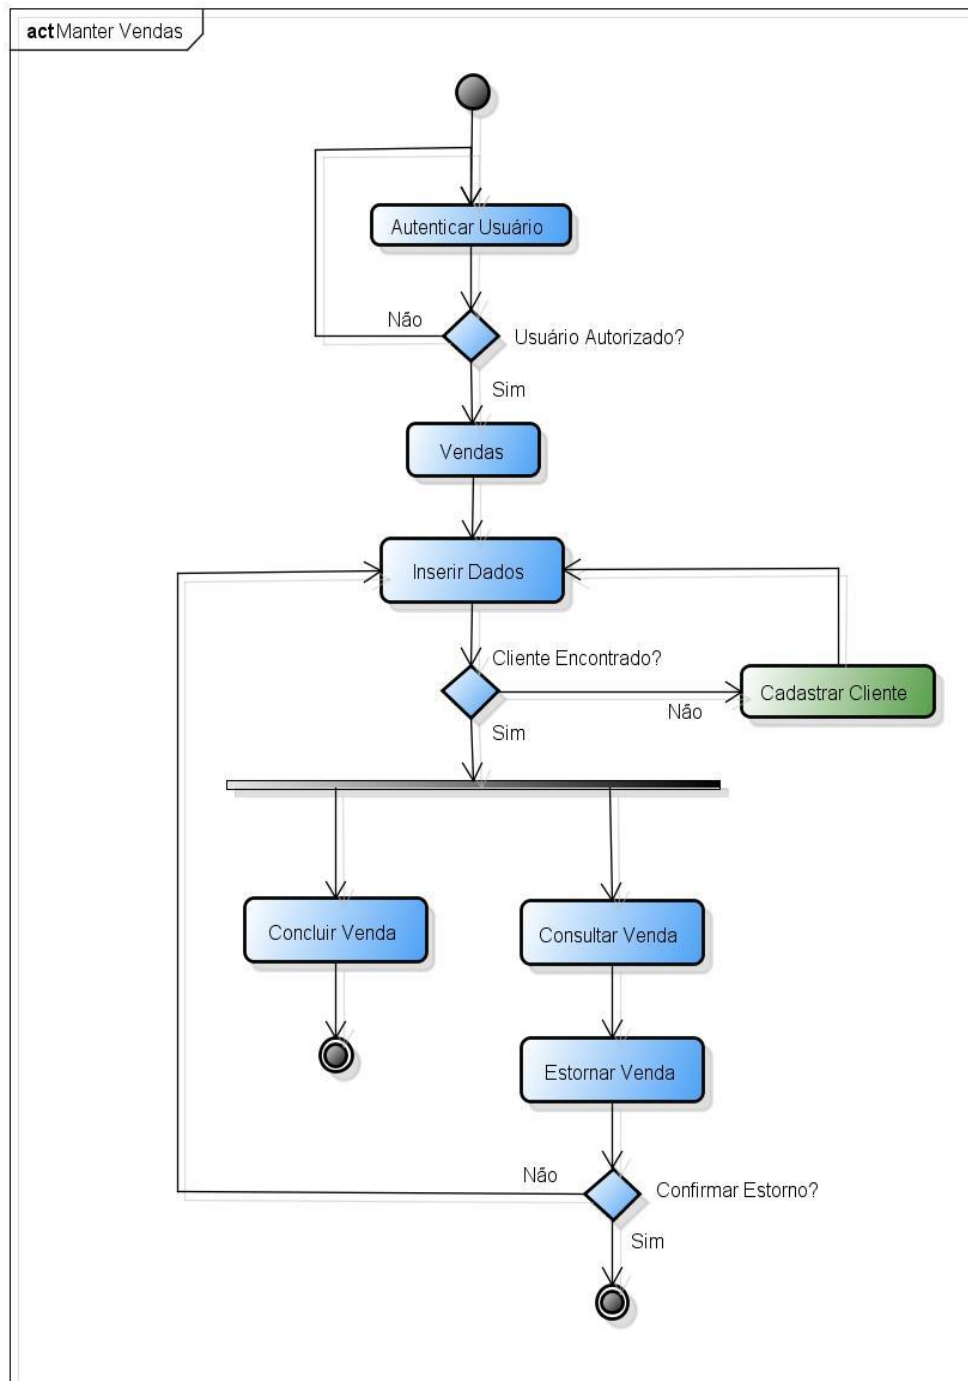 act Manter Vendas
Autenticar Usuário
Não
Usuário Autorizado?
Sim
Vendas
Inserir Dados
Cliente Encontrado?
Cadastrar Cliente
Não
Sim
Concluir Venda
Consultar Venda
Estornar Venda
Não
Confirmar Estorno?
Sim